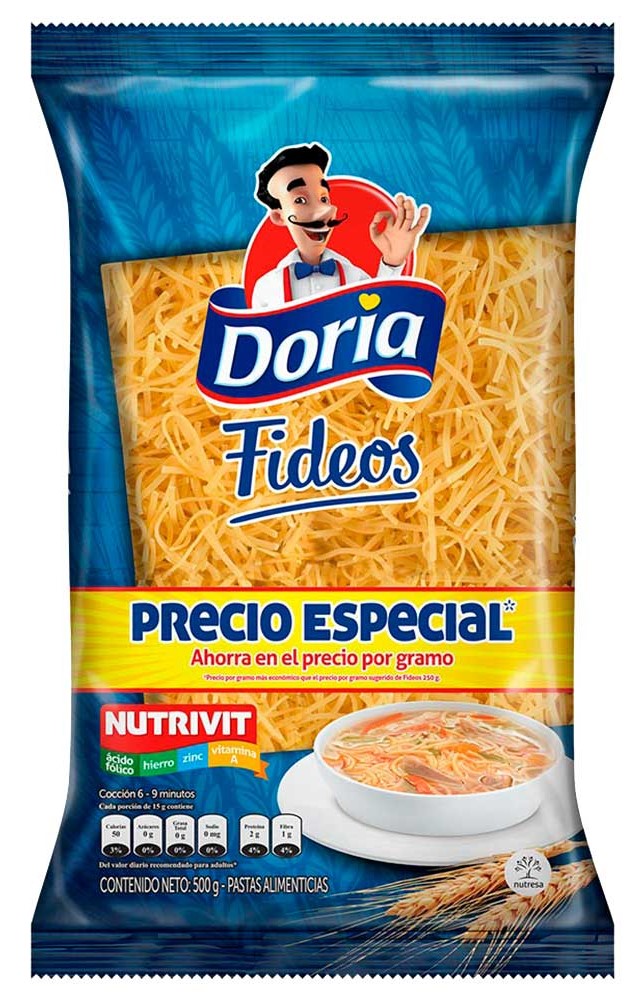 Doria
Fideos
PRECIO ESPECIAL*
Ahorra en el precio por gramo
*Precio por gramo más económico que el precio por gramo sugerido de Fideos 250 g.
NUTRIVIT
ácido fólico hierro zinc vitamina A
Cocción 6 - 9 minutos
Cada porción de 15 g contiene
Calorías Azúcares Grasa Total Sodio Proteína Fibra
50 0 g 0 g 0 mg 2 g 1 g
3% 0% 0% 0% 4% 4%
Del valor diario recomendado para adultos*
CONTENIDO NETO: 500 g - PASTAS ALIMENTICIAS
nutresa